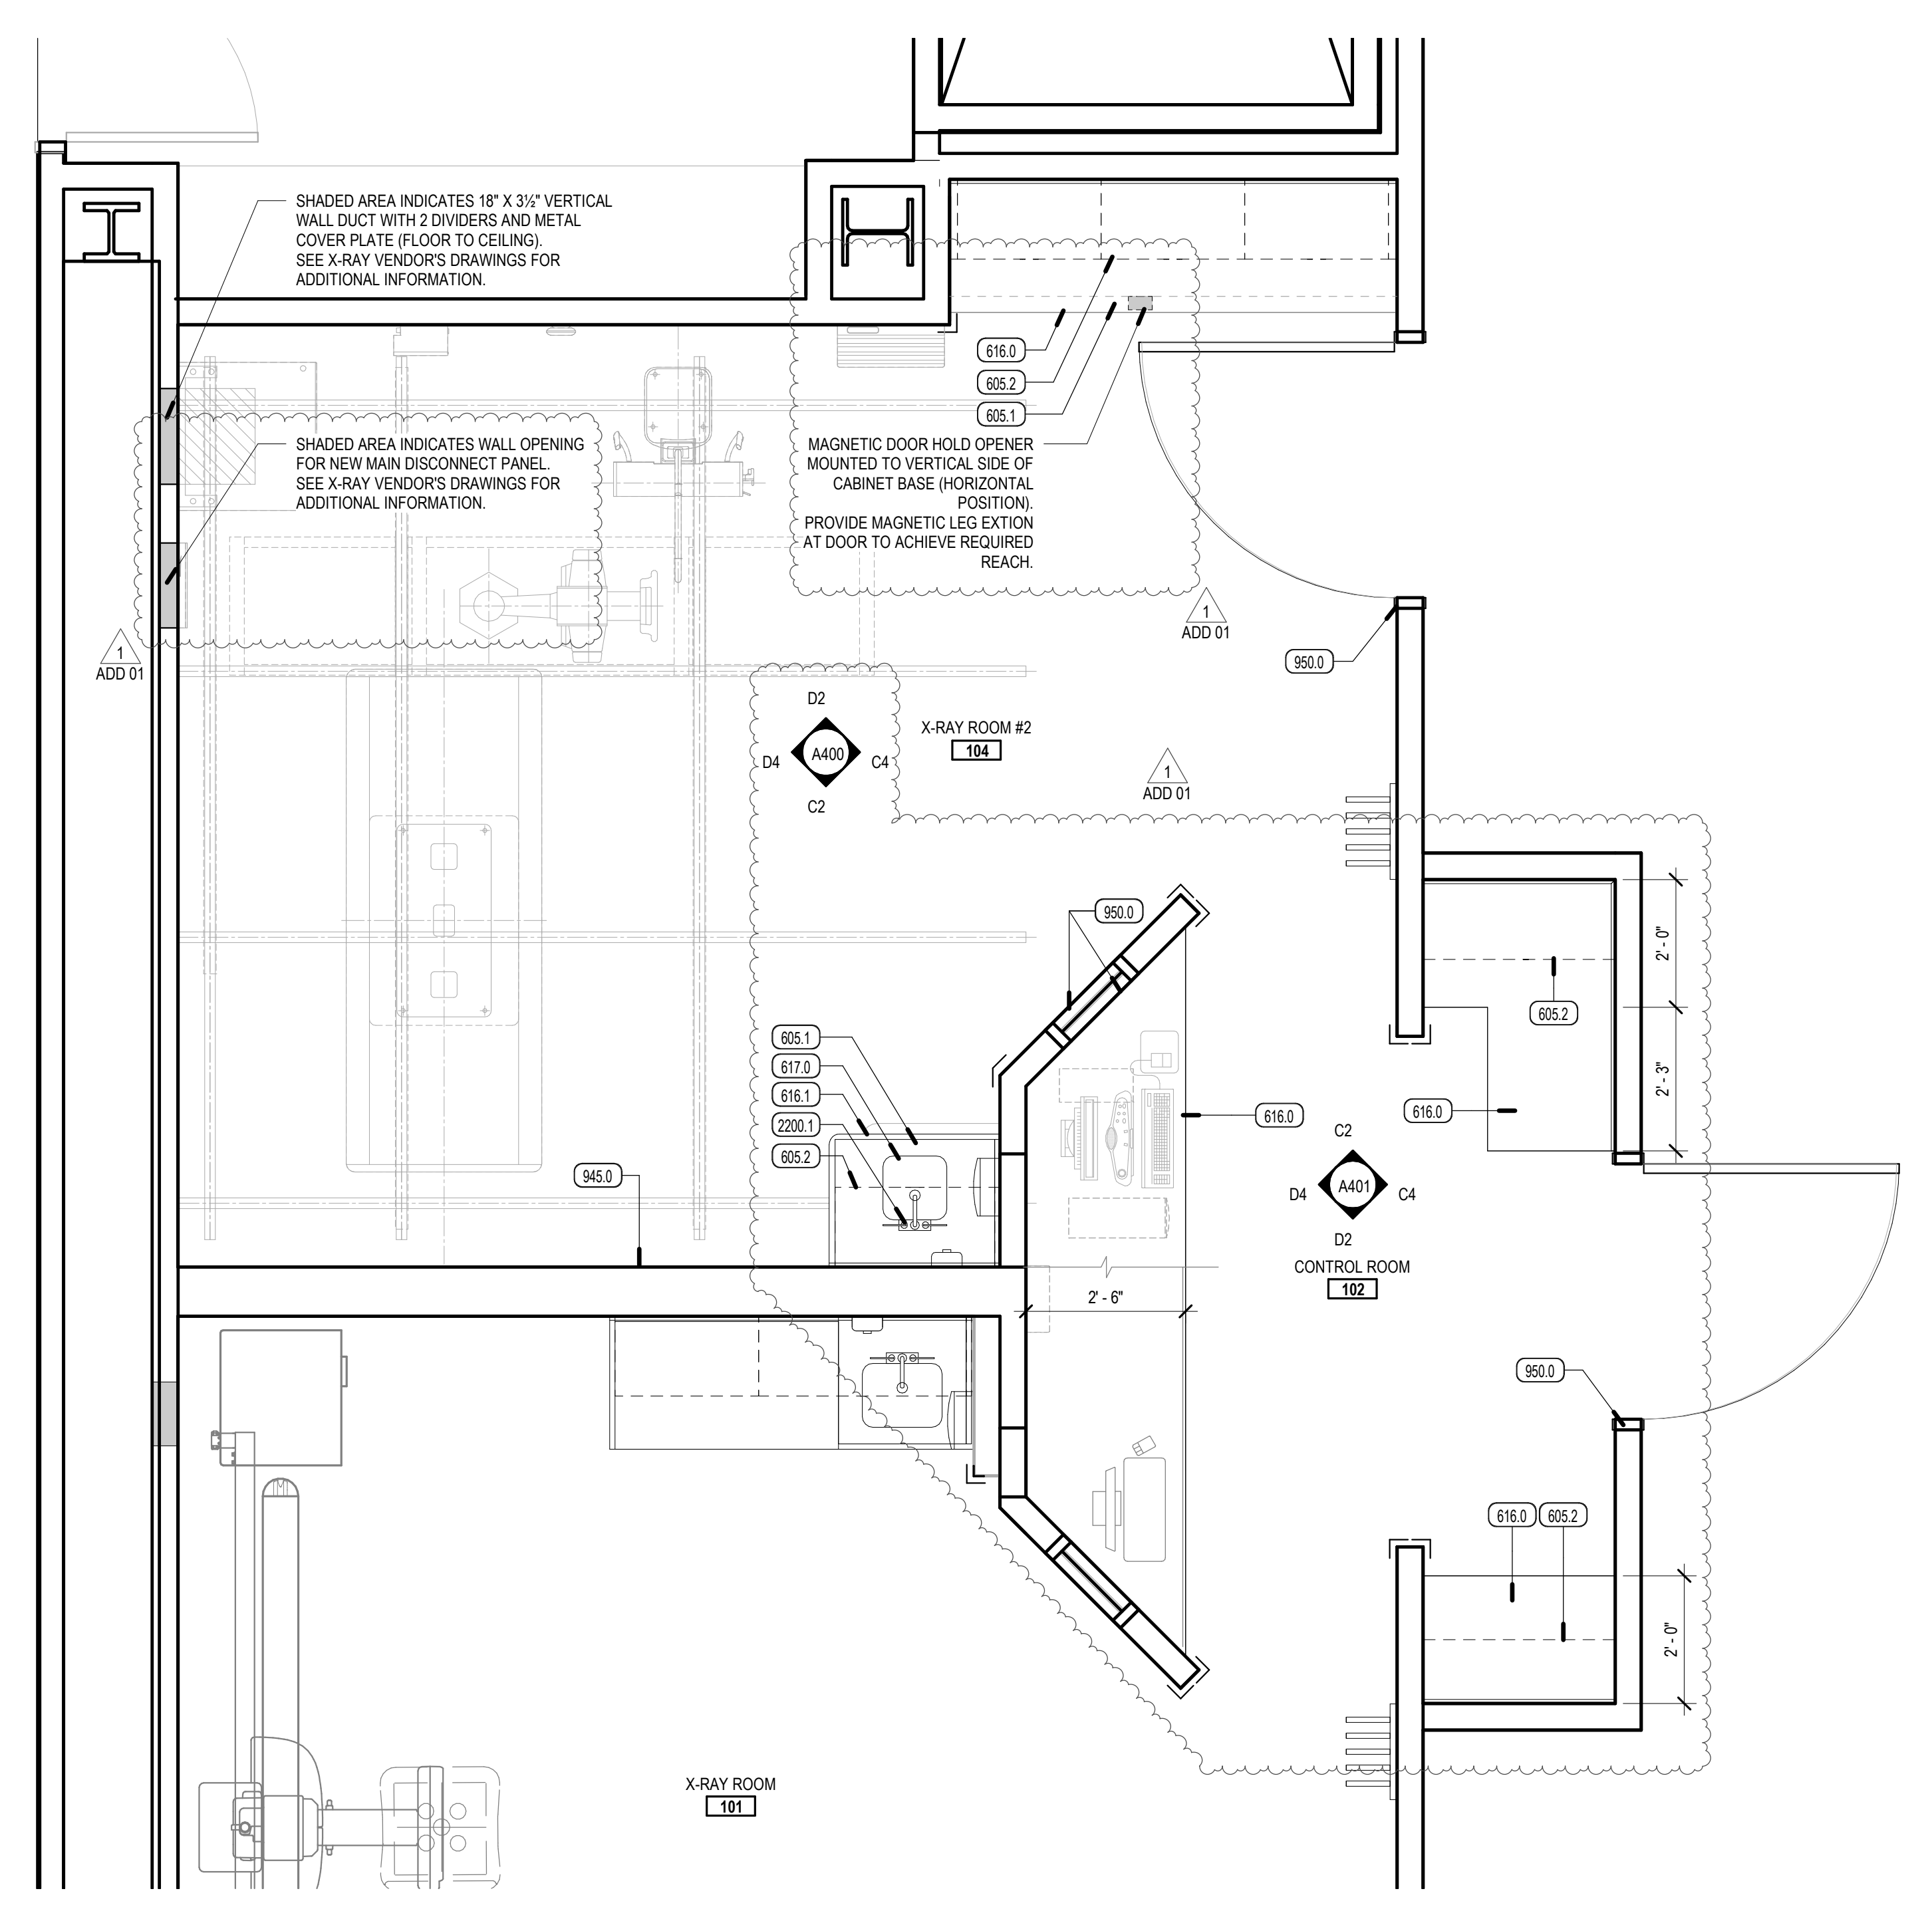 SHADED AREA INDICATES 18" X 3½" VERTICAL
WALL DUCT WITH 2 DIVIDERS AND METAL
COVER PLATE (FLOOR TO CEILING).
SEE X-RAY VENDOR'S DRAWINGS FOR
ADDITIONAL INFORMATION.
616.0
605.2
605.1
SHADED AREA INDICATES WALL OPENING
FOR NEW MAIN DISCONNECT PANEL.
SEE X-RAY VENDOR'S DRAWINGS FOR
ADDITIONAL INFORMATION.
MAGNETIC DOOR HOLD OPENER
MOUNTED TO VERTICAL SIDE OF
CABINET BASE (HORIZONTAL
POSITION).
PROVIDE MAGNETIC LEG EXTION
AT DOOR TO ACHIEVE REQUIRED
REACH.
1
ADD 01
1
ADD 01
950.0
D2
D4
A400
C4
C2
X-RAY ROOM #2
104
1
ADD 01
950.0
2' - 0"
605.2
2' - 3"
616.0
605.1
617.0
616.1
2200.1
605.2
945.0
616.0
C2
D4
A401
C4
D2
CONTROL ROOM
102
2' - 6"
950.0
616.0
605.2
2' - 0"
X-RAY ROOM
101